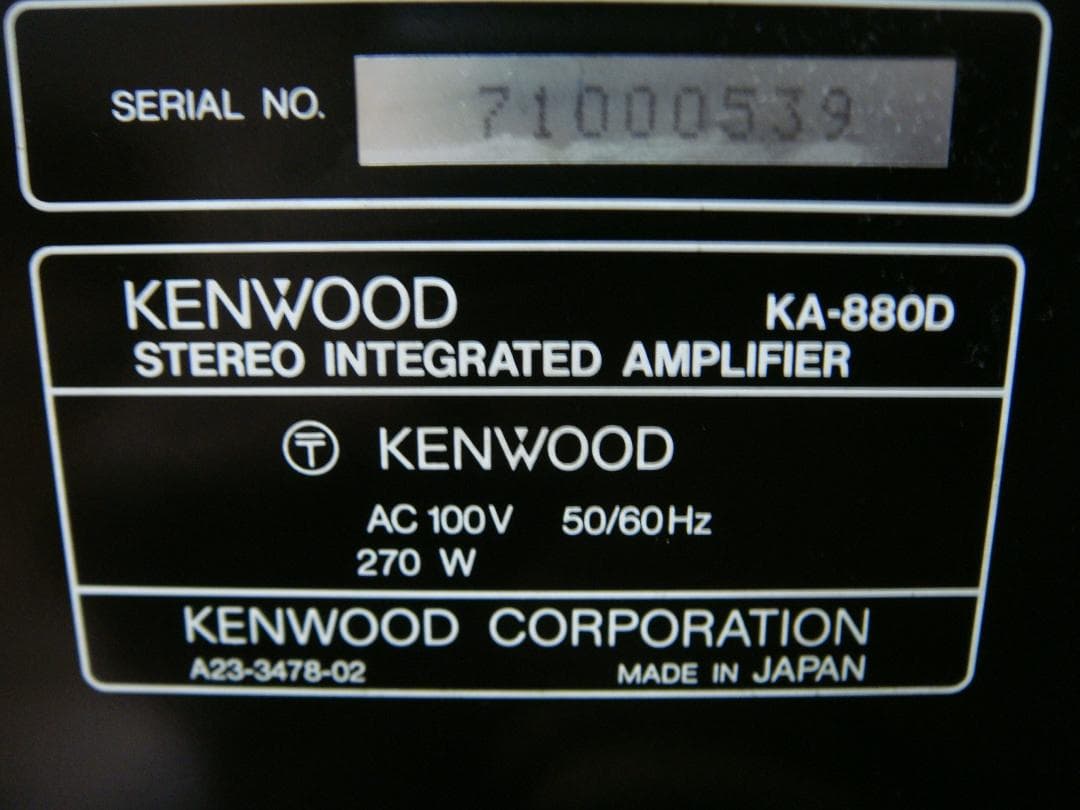 SERIAL NO. 71000539
KENWOOD KA-880D
STEREO INTEGRATED AMPLIFIER
〒 KENWOOD
AC 100V 50/60Hz
270 W
KENWOOD CORPORATION
A23-3478-02 MADE IN JAPAN